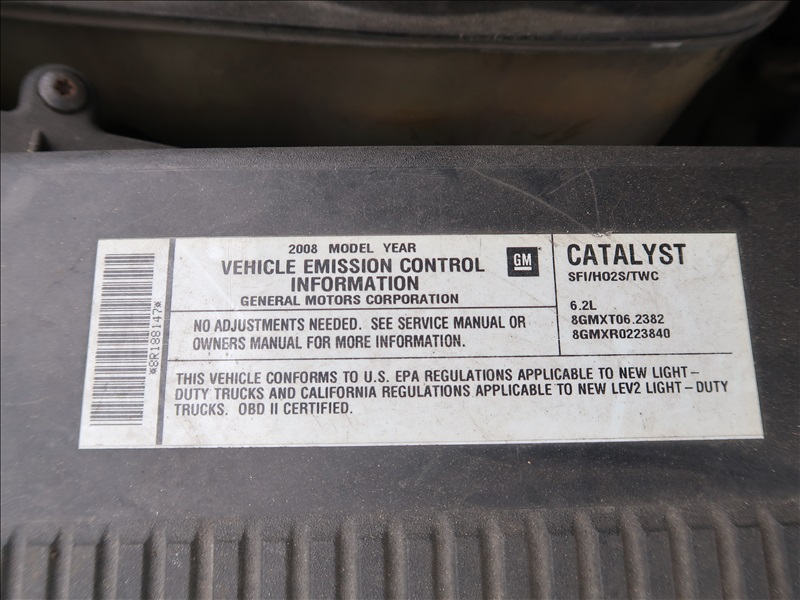 *8R188147*
2008 MODEL YEAR
VEHICLE EMISSION CONTROL
INFORMATION
GENERAL MOTORS CORPORATION
GM
CATALYST
SFI/HO2S/TWC
6.2L
8GMXT06.2382
8GMXR0223840
NO ADJUSTMENTS NEEDED. SEE SERVICE MANUAL OR
OWNERS MANUAL FOR MORE INFORMATION.
THIS VEHICLE CONFORMS TO U.S. EPA REGULATIONS APPLICABLE TO NEW LIGHT-
DUTY TRUCKS AND CALIFORNIA REGULATIONS APPLICABLE TO NEW LEV2 LIGHT-DUTY
TRUCKS. OBD II CERTIFIED.